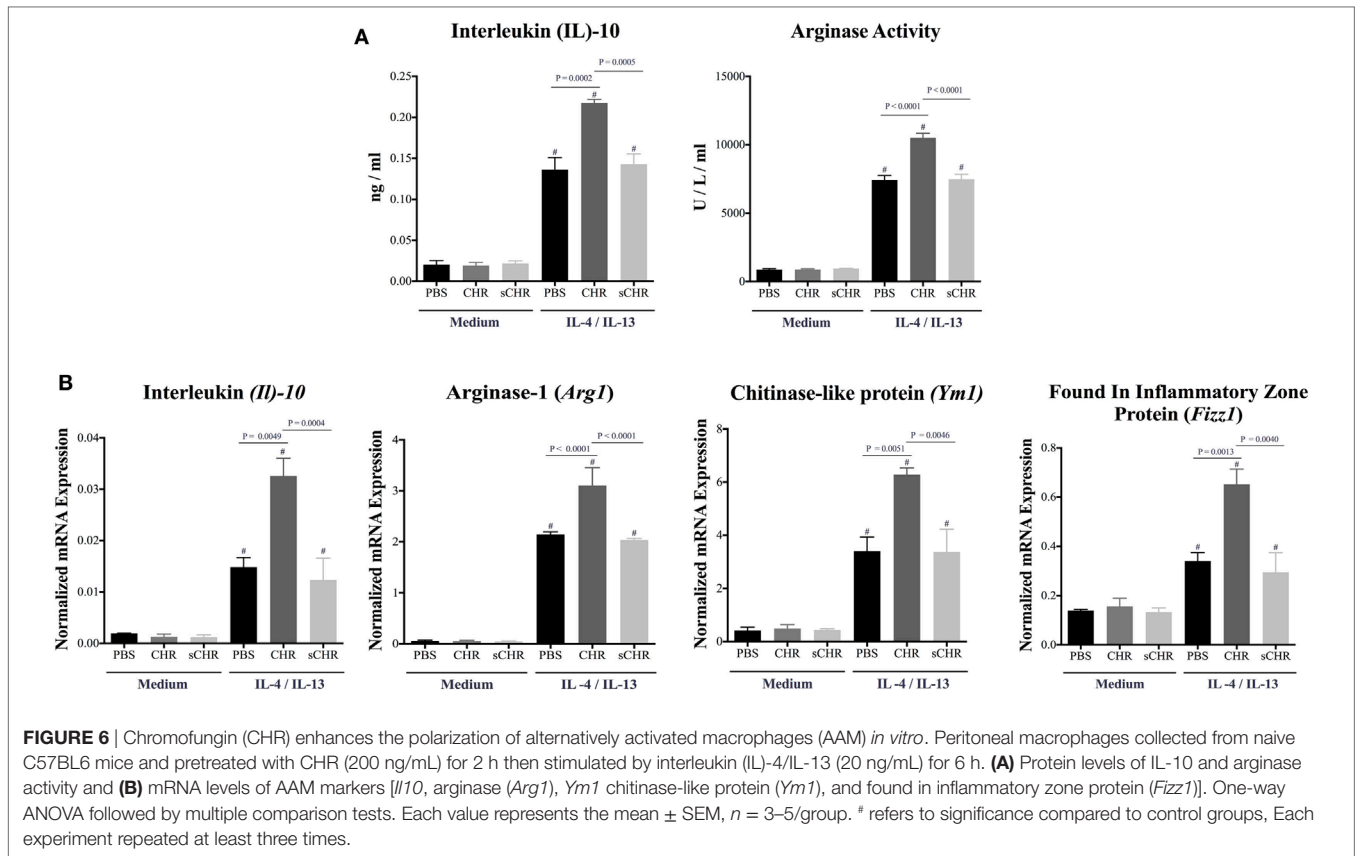 A
Interleukin (IL)-10
ng / ml
0.25
0.20
0.15
0.10
0.05
0.00
P = 0.0002
P = 0.0005
# # #
PBS CHR sCHR PBS CHR sCHR
Medium IL-4 / IL-13
Arginase Activity
U / L / ml
15000
10000
5000
0
P < 0.0001
P < 0.0001
# # #
PBS CHR sCHR PBS CHR sCHR
Medium IL-4 / IL-13
B
Interleukin (Il)-10
Normalized mRNA Expression
0.04
0.03
0.02
0.01
0.00
P = 0.0049
P = 0.0004
# # #
PBS CHR sCHR PBS CHR sCHR
Medium IL-4 / IL-13
Arginase-1 (Arg1)
Normalized mRNA Expression
4
3
2
1
0
P < 0.0001
P < 0.0001
# # #
PBS CHR sCHR PBS CHR sCHR
Medium IL-4 / IL-13
Chitinase-like protein (Ym1)
Normalized mRNA Expression
8
6
4
2
0
P = 0.0051
P = 0.0046
# # #
PBS CHR sCHR PBS CHR sCHR
Medium IL -4 / IL-13
Found In Inflammatory Zone
Protein (Fizz1)
Normalized mRNA Expression
0.8
0.6
0.4
0.2
0.0
P = 0.0013
P = 0.0040
# # #
PBS CHR sCHR PBS CHR sCHR
Medium IL-4 / IL-13
FIGURE 6 | Chromofungin (CHR) enhances the polarization of alternatively activated macrophages (AAM) in vitro. Peritoneal macrophages collected from naive
C57BL6 mice and pretreated with CHR (200 ng/mL) for 2 h then stimulated by interleukin (IL)-4/IL-13 (20 ng/mL) for 6 h. (A) Protein levels of IL-10 and arginase
activity and (B) mRNA levels of AAM markers [Il10, arginase (Arg1), Ym1 chitinase-like protein (Ym1), and found in inflammatory zone protein (Fizz1)]. One-way
ANOVA followed by multiple comparison tests. Each value represents the mean ± SEM, n = 3–5/group. # refers to significance compared to control groups, Each
experiment repeated at least three times.